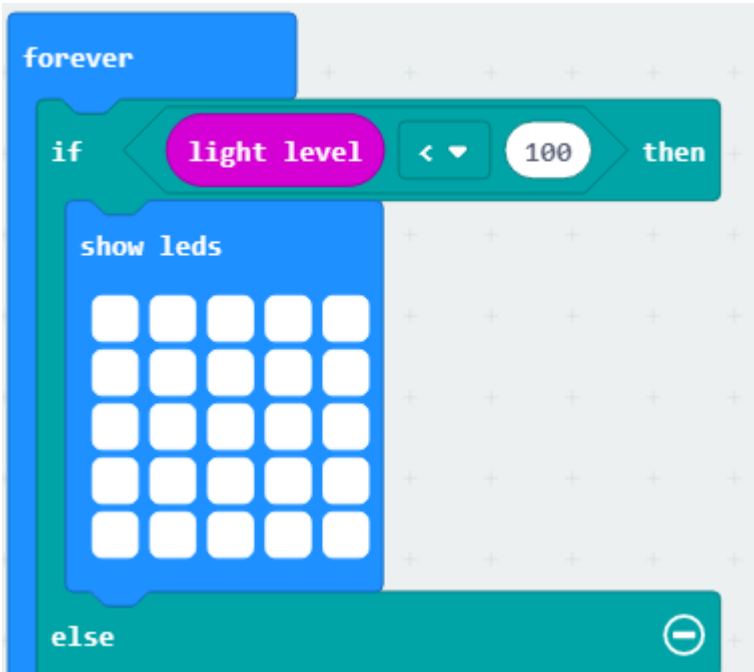 forever
if light level < 100 then
show leds
else